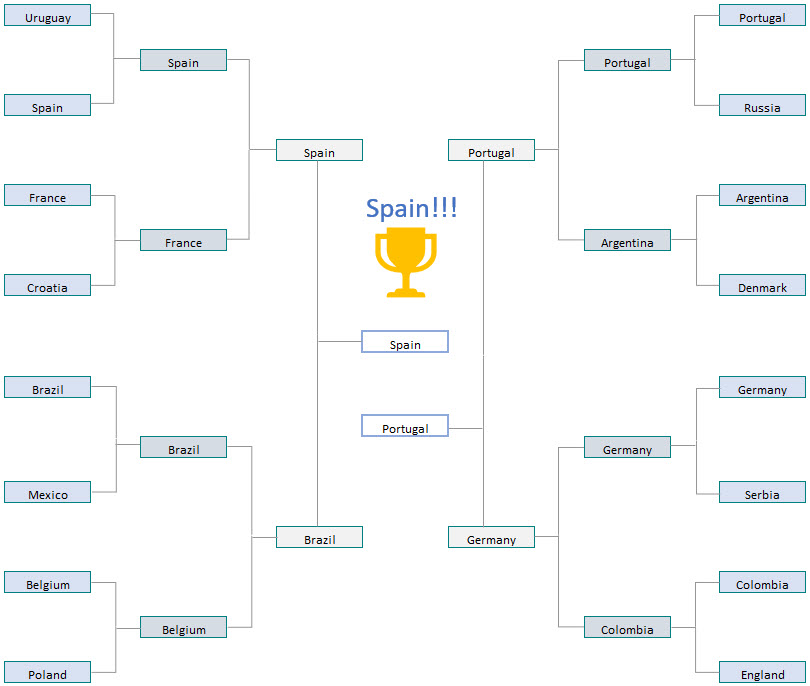 Uruguay
Portugal
Spain
Portugal
Spain
Russia
Spain
Portugal
France
Argentina
Spain!!!
France
Argentina
Croatia
Denmark
Spain
Brazil
Germany
Portugal
Brazil
Germany
Mexico
Serbia
Brazil
Germany
Belgium
Colombia
Belgium
Colombia
Poland
England